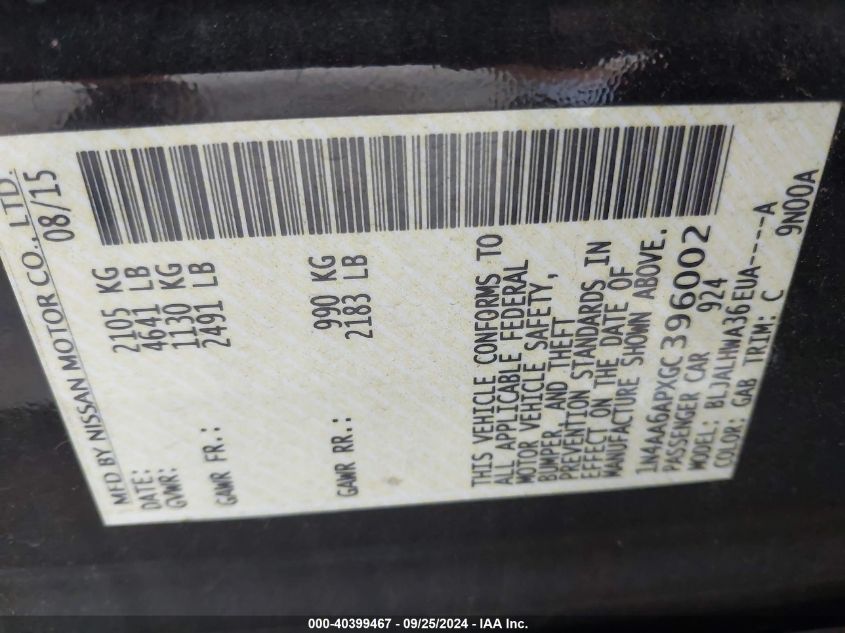 MFD BY NISSAN MOTOR CO., LTD.
DATE: 08/15
GVWR: 2105 KG
4641 LB
GAWR FR.: 1130 KG
2491 LB
GAWR RR.: 990 KG
2183 LB
THIS VEHICLE CONFORMS TO
ALL APPLICABLE FEDERAL
MOTOR VEHICLE SAFETY,
BUMPER, AND THEFT
PREVENTION STANDARDS IN
EFFECT ON THE DATE OF
MANUFACTURE SHOWN ABOVE.
1N4AA6APXGC396002
PASSENGER CAR 924
MODEL: BLJALHWA36EUA-----A
COLOR: GAB TRIM: C 9N00A
000-40399467 - 09/25/2024 - IAA Inc.